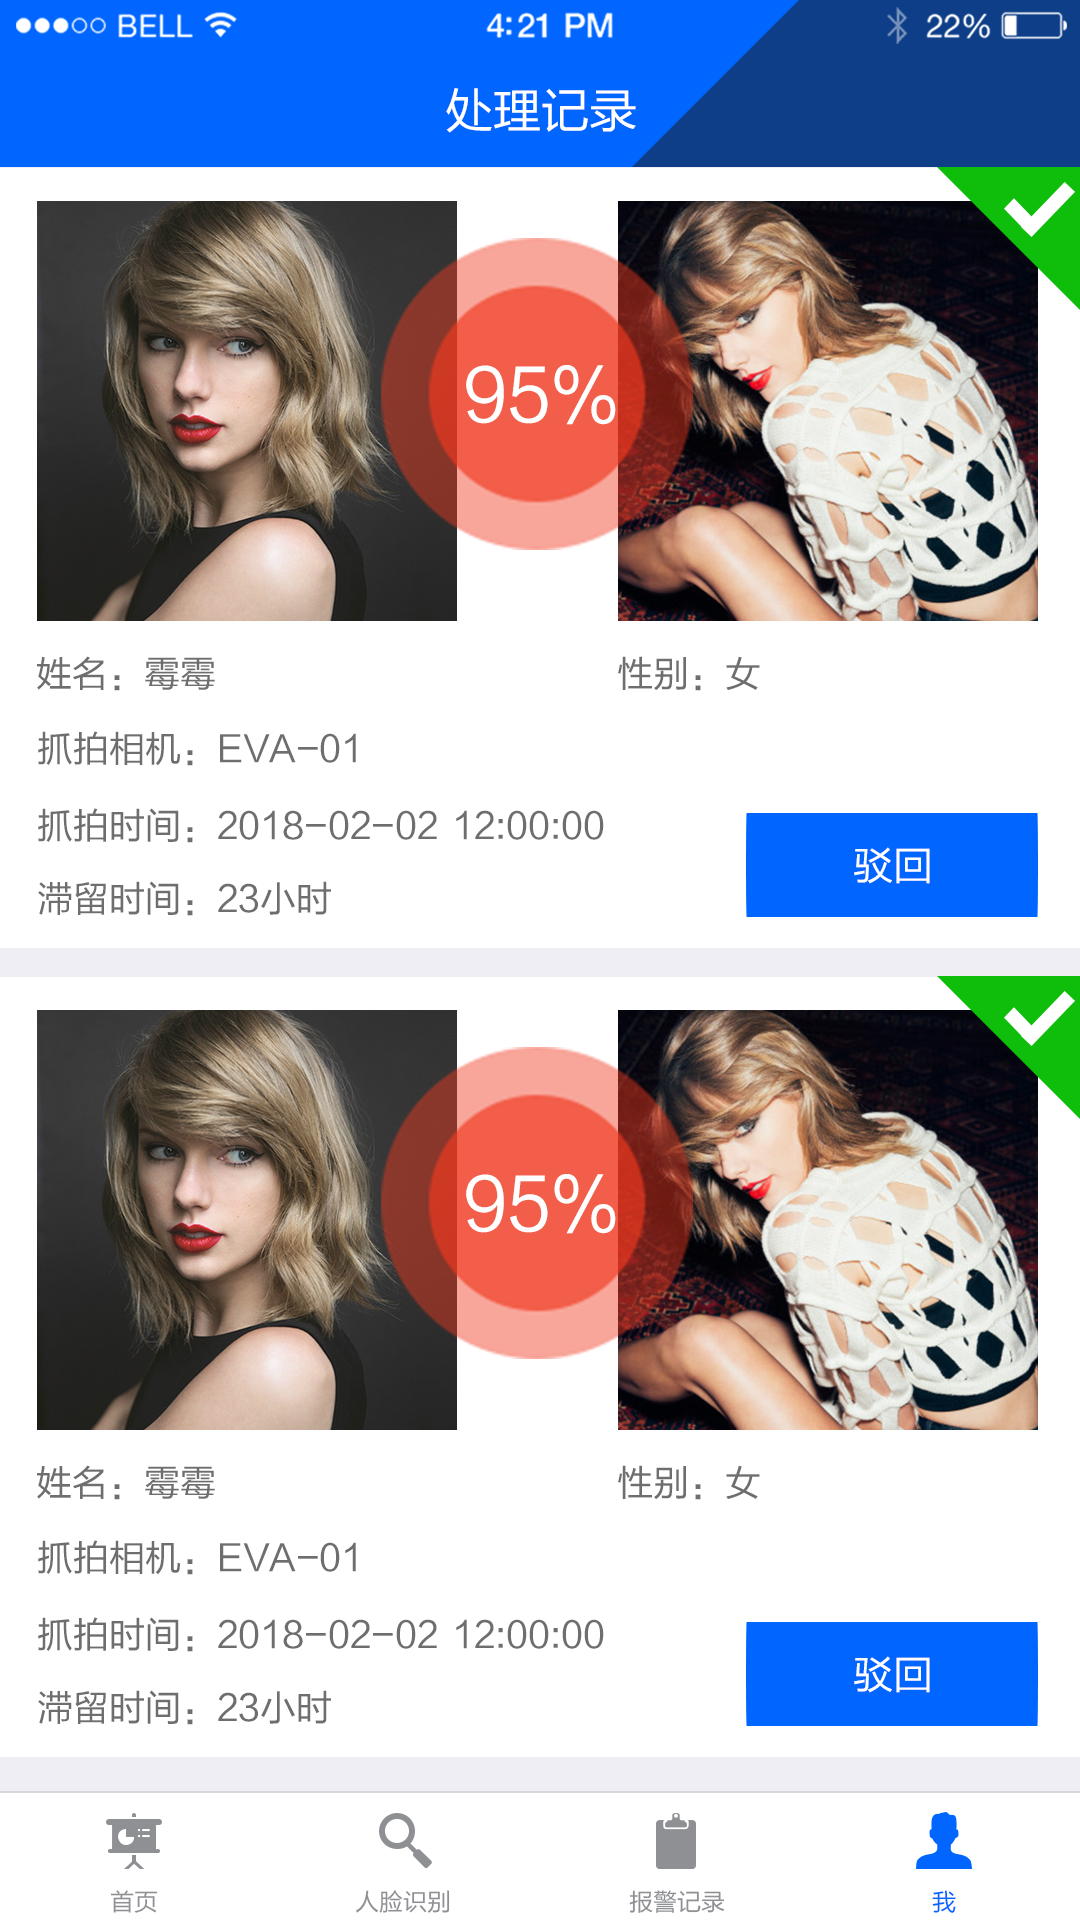 BELL 4:21 PM 22%
处理记录
95%
姓名：霉霉 性别：女
抓拍相机：EVA-01
抓拍时间：2018-02-02 12:00:00
滞留时间：23小时
驳回
95%
姓名：霉霉 性别：女
抓拍相机：EVA-01
抓拍时间：2018-02-02 12:00:00
滞留时间：23小时
驳回
首页 人脸识别 报警记录 我